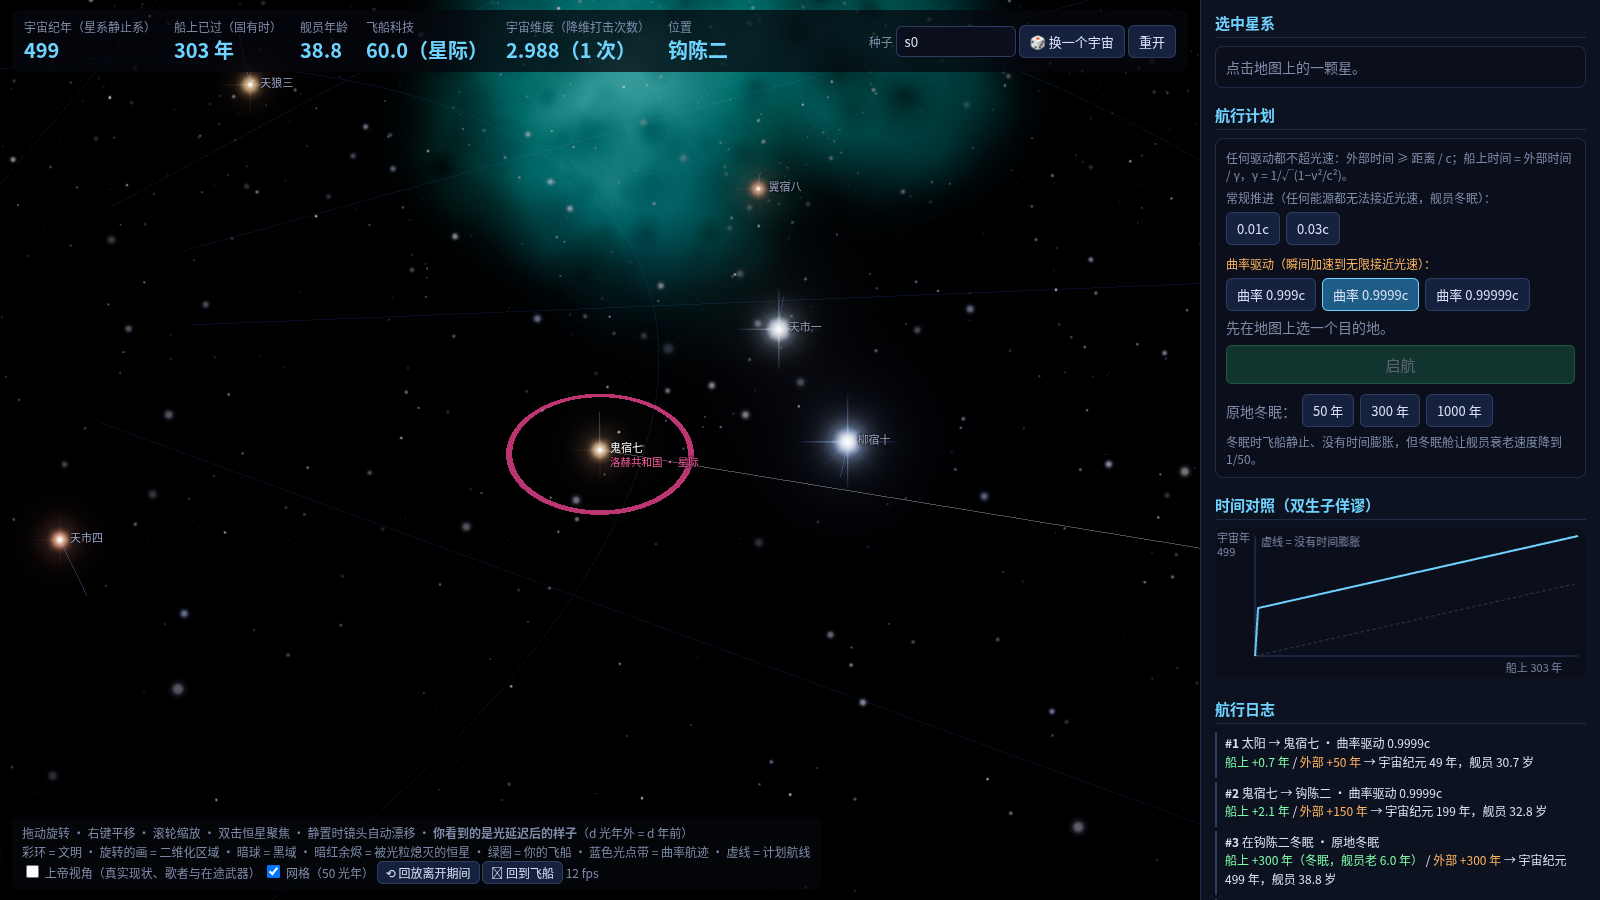 宇宙纪年（星系静止系）
499
船上已过（固有时）
303 年
舰员年龄
38.8
飞船科技
60.0（星际）
宇宙维度（降维打击次数）
2.988（1 次）
位置
钩陈二
种子
s0
🎲 换一个宇宙
重开
天狼三
翼宿八
天市一
柳宿十
鬼宿七
洛赫共和国 · 星际
天市四
拖动旋转 · 右键平移 · 滚轮缩放 · 双击恒星聚焦 · 静置时镜头自动漂移 · 你看到的是光延迟后的样子（d 光年外 = d 年前）
彩环 = 文明 · 旋转的画 = 二维化区域 · 暗球 = 黑域 · 暗红余烬 = 被光粒熄灭的恒星 · 绿圈 = 你的飞船 · 蓝色光点带 = 曲率航迹 · 虚线 = 计划航线
上帝视角（真实现状、歌者与在途武器）
网格（50 光年）
⟲ 回放离开期间
回到飞船
12 fps
选中星系
点击地图上的一颗星。
航行计划
任何驱动都不超光速：外部时间 ⩾ 距离 / c；船上时间 = 外部时间
/ γ，γ = 1/√(1−v²/c²)。
常规推进（任何能源都无法接近光速，舰员冬眠）：
0.01c
0.03c
曲率驱动（瞬间加速到无限接近光速）：
曲率 0.999c
曲率 0.9999c
曲率 0.99999c
先在地图上选一个目的地。
启航
原地冬眠：
50 年
300 年
1000 年
冬眠时飞船静止、没有时间膨胀，但冬眠舱让舰员衰老速度降到
1/50。
时间对照（双生子佯谬）
宇宙年
499
虚线 = 没有时间膨胀
船上 303 年
航行日志
#1 太阳 → 鬼宿七 · 曲率驱动 0.9999c
船上 +0.7 年 / 外部 +50 年 → 宇宙纪元 49 年，舰员 30.7 岁
#2 鬼宿七 → 钩陈二 · 曲率驱动 0.9999c
船上 +2.1 年 / 外部 +150 年 → 宇宙纪元 199 年，舰员 32.8 岁
#3 在钩陈二冬眠 · 原地冬眠
船上 +300 年（冬眠，舰员老 6.0 年） / 外部 +300 年 → 宇宙纪元
499 年，舰员 38.8 岁